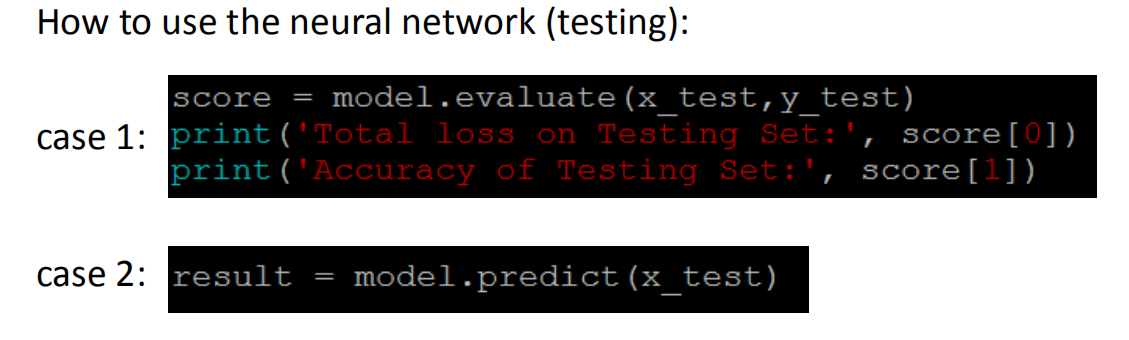 How to use the neural network (testing):
case 1:
score = model.evaluate(x_test,y_test)
print('Total loss on Testing Set:', score[0])
print('Accuracy of Testing Set:', score[1])
case 2: result = model.predict(x_test)